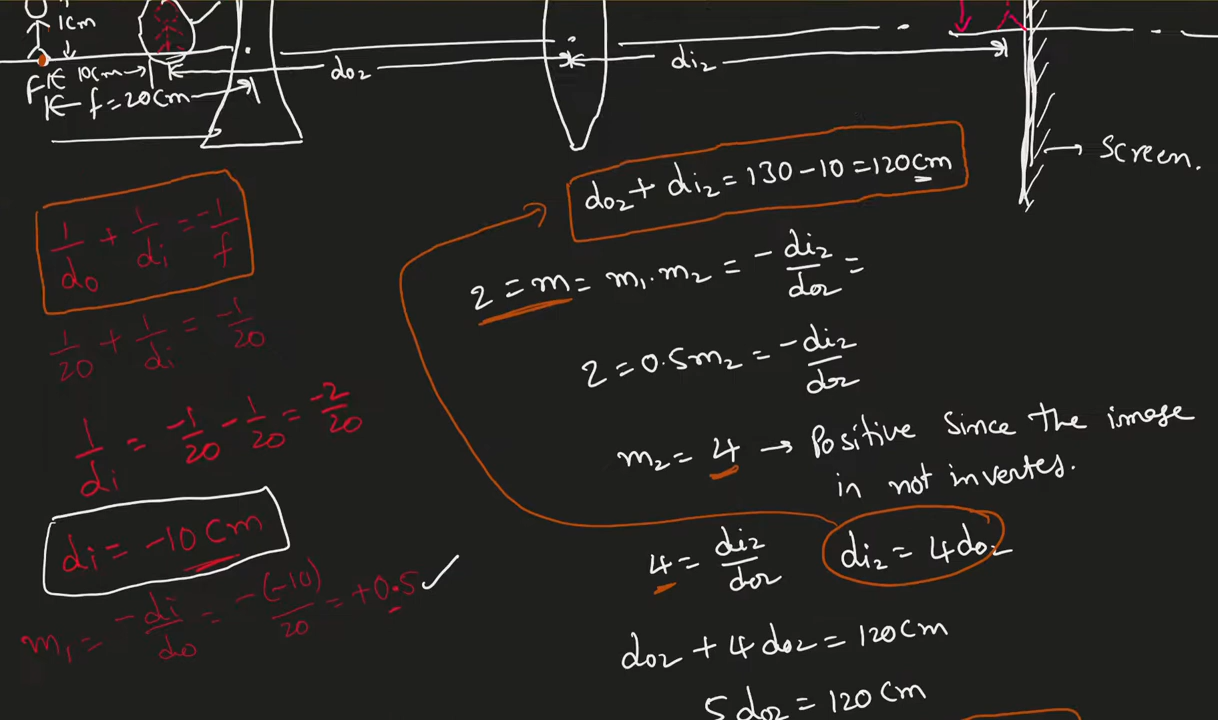 1cm
F
10cm
f = 20cm
do2
di2
Screen.
do2 + di2 = 130 - 10 = 120cm
1/do + 1/di = -1/f
2 = m = m1.m2 = -di2/do2 =
1/20 + 1/di = -1/20
2 = 0.5m2 = -di2/do2
1/di = -1/20 - 1/20 = -2/20
m2 = 4 → Positive Since the image
in not invertes.
di = -10cm
4 = di2/do2
di2 = 4do2
m1 = -di/do = -(-10)/20 = +0.5 ✓
do2 + 4do2 = 120cm
5do2 = 120cm